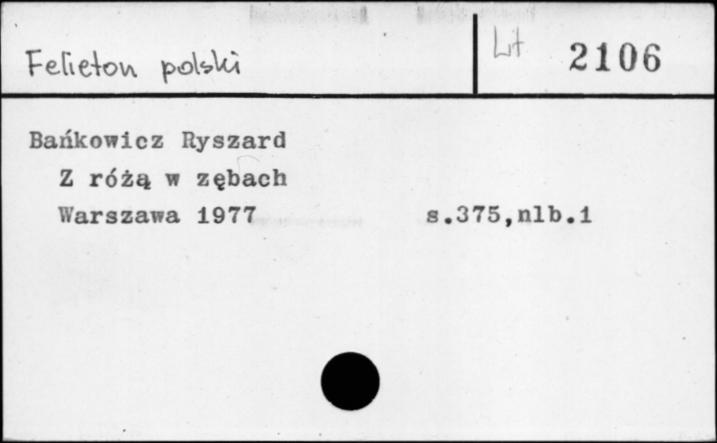 Felieton polski
Lit 2106
Bańkowicz Ryszard
Z różą w zębach
Warszawa 1977 s.375,nlb.1